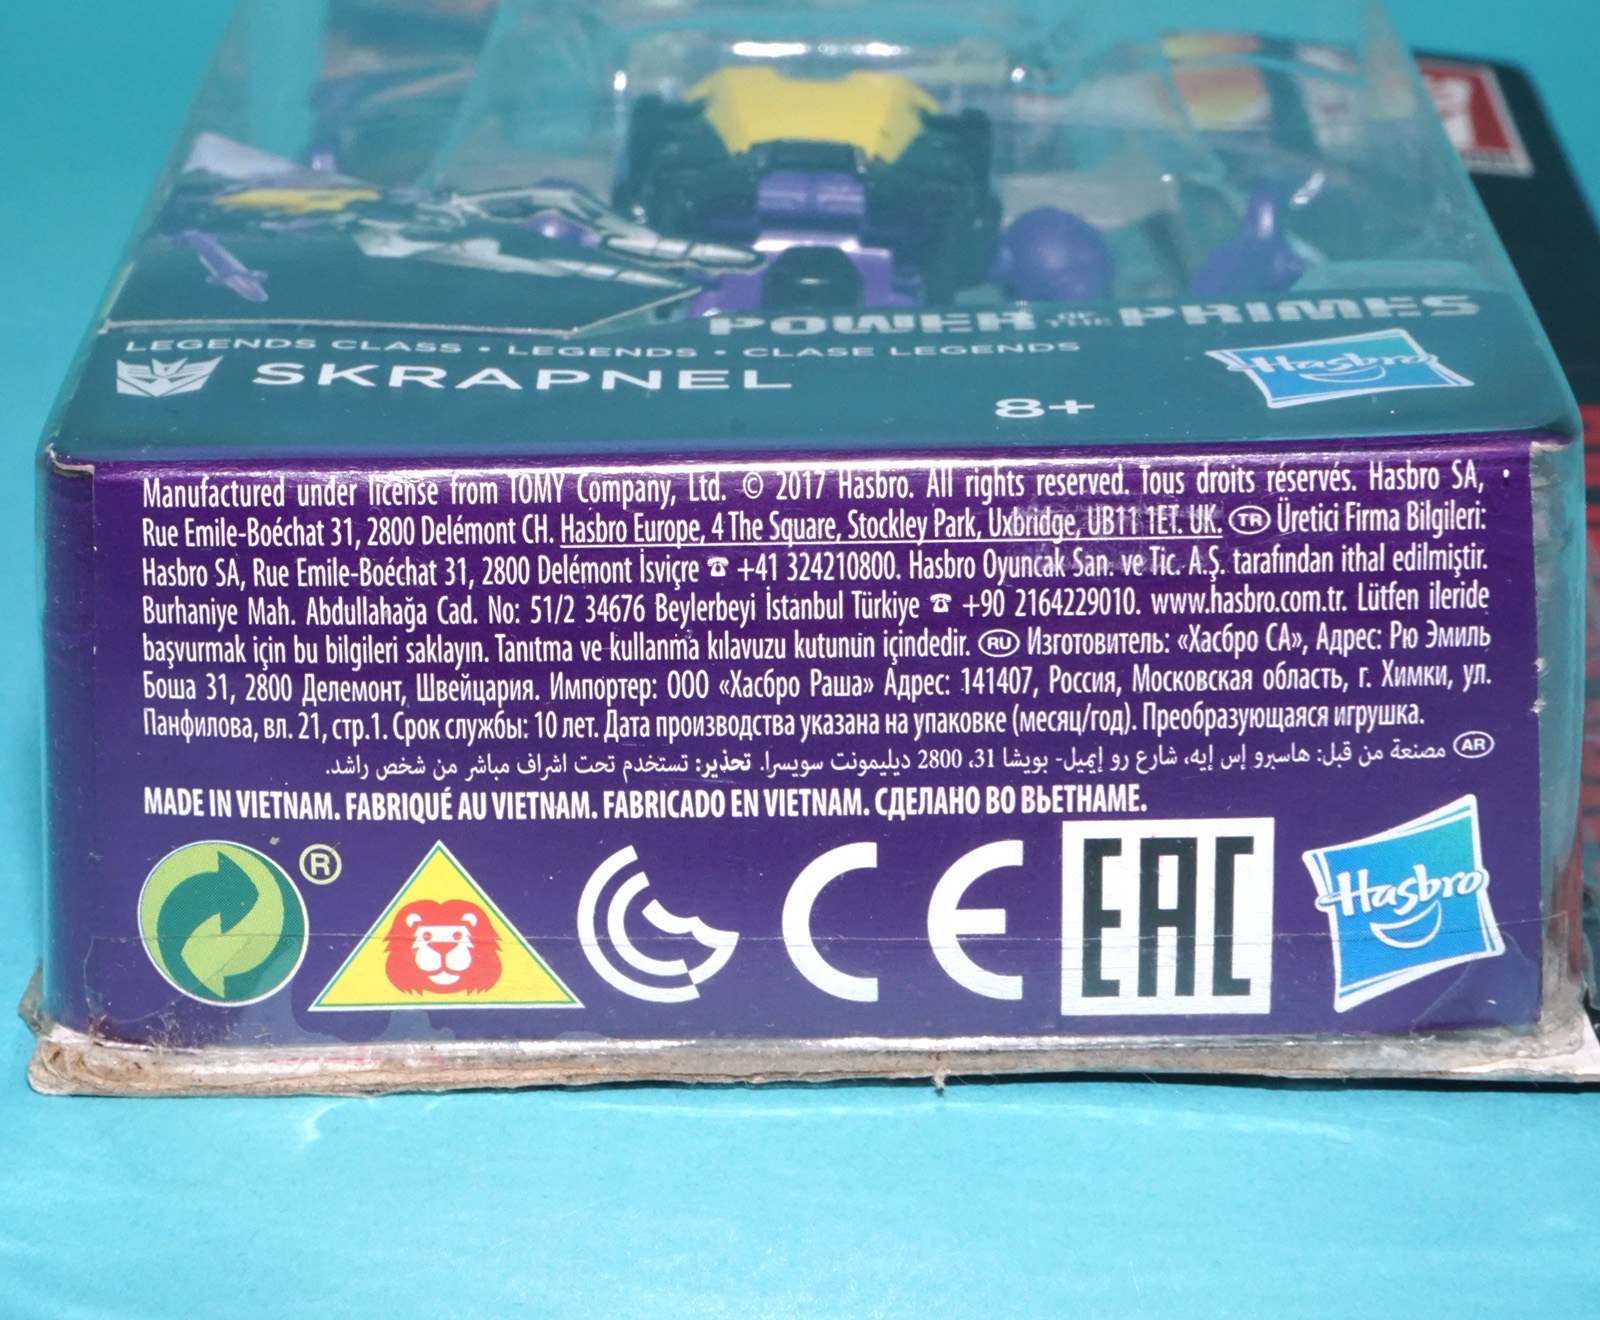 POWER OF THE PRIMES
LEGENDS CLASS • LEGENDS • CLASE LEGENDS
SKRAPNEL
8+
Hasbro
Manufactured under license from TOMY Company, Ltd. © 2017 Hasbro. All rights reserved. Tous droits réservés. Hasbro SA,
Rue Emile-Boéchat 31, 2800 Delémont CH. Hasbro Europe, 4 The Square, Stockley Park, Uxbridge, UB11 1ET. UK. TR Üretici Firma Bilgileri:
Hasbro SA, Rue Emile-Boéchat 31, 2800 Delémont İsviçre ☎ +41 324210800. Hasbro Oyuncak San. ve Tic. A.Ş. tarafından ithal edilmiştir.
Burhaniye Mah. Abdullahağa Cad. No: 51/2 34676 Beylerbeyi İstanbul Türkiye ☎ +90 2164229010. www.hasbro.com.tr. Lütfen ileride
başvurmak için bu bilgileri saklayın. Tanıtma ve kullanma kılavuzu kutunun içindedir. RU Изготовитель: «Хасбро СА», Адрес: Рю Эмиль
Боша 31, 2800 Делемонт, Швейцария. Импортер: ООО «Хасбро Раша» Адрес: 141407, Россия, Московская область, г. Химки, ул.
Панфилова, вл. 21, стр.1. Срок службы: 10 лет. Дата производства указана на упаковке (месяц/год). Преобразующаяся игрушка.
AR مصنعة من قبل: هاسبرو إس إيه، شارع رو إيميل- بويشا 31، 2800 ديليمونت سويسرا. تحذير: تستخدم تحت اشراف مباشر من شخص راشد.
MADE IN VIETNAM. FABRIQUÉ AU VIETNAM. FABRICADO EN VIETNAM. СДЕЛАНО ВО ВЬЕТНАМЕ.
® CE EAC Hasbro